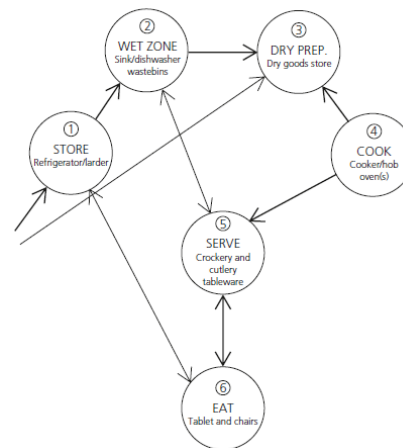 ①
STORE
Refrigerator/larder
②
WET ZONE
Sink/dishwasher
wastebins
③
DRY PREP.
Dry goods store
④
COOK
Cooker/hob
oven(s)
⑤
SERVE
Crockery and
cutlery
tableware
⑥
EAT
Tablet and chairs